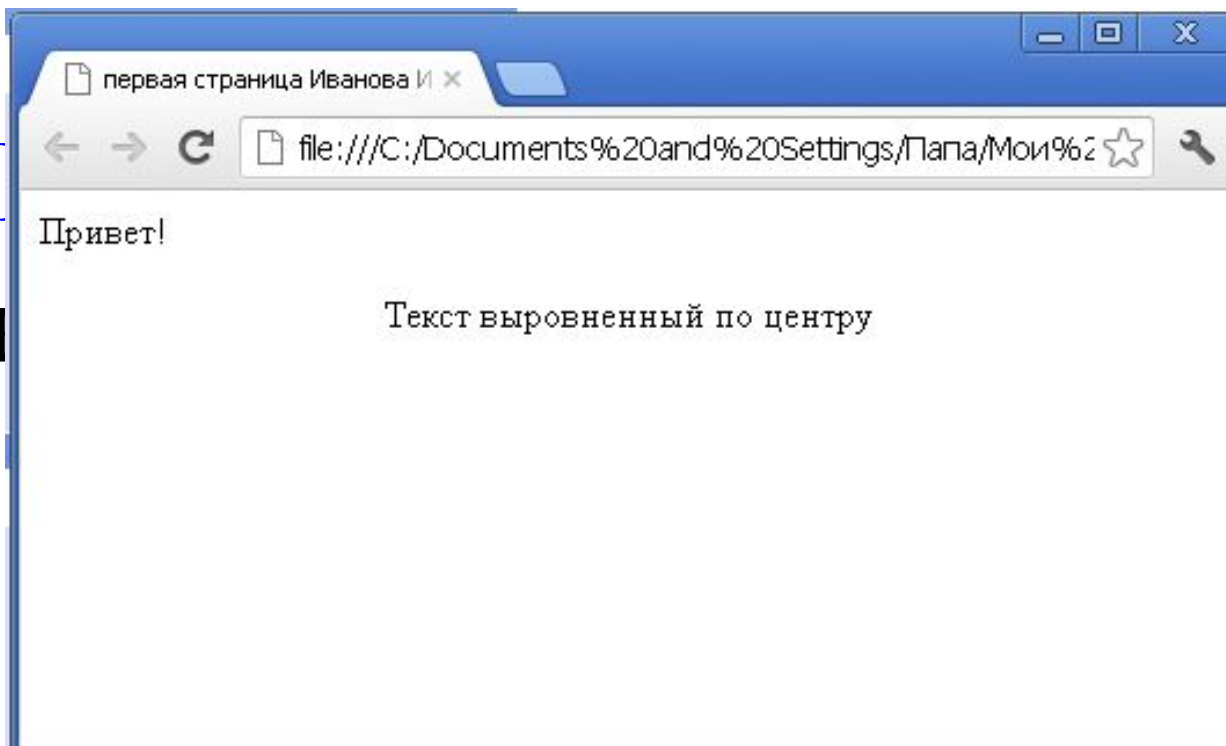 первая страница Иванова И
file:///C:/Documents%20and%20Settings/Папа/Мои%2
Привет!
Текст выровненный по центру